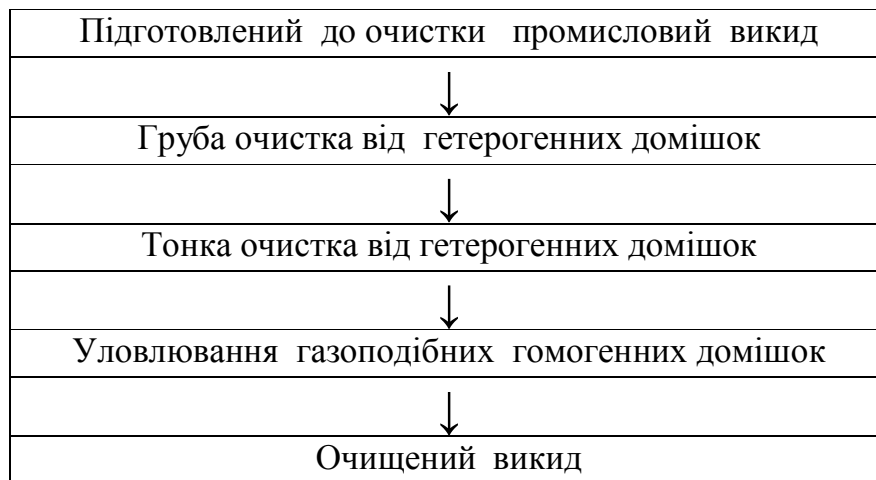 Підготовлений до очистки промисловий викид
↓
Груба очистка від гетерогенних домішок
↓
Тонка очистка від гетерогенних домішок
↓
Уловлювання газоподібних гомогенних домішок
↓
Очищений викид